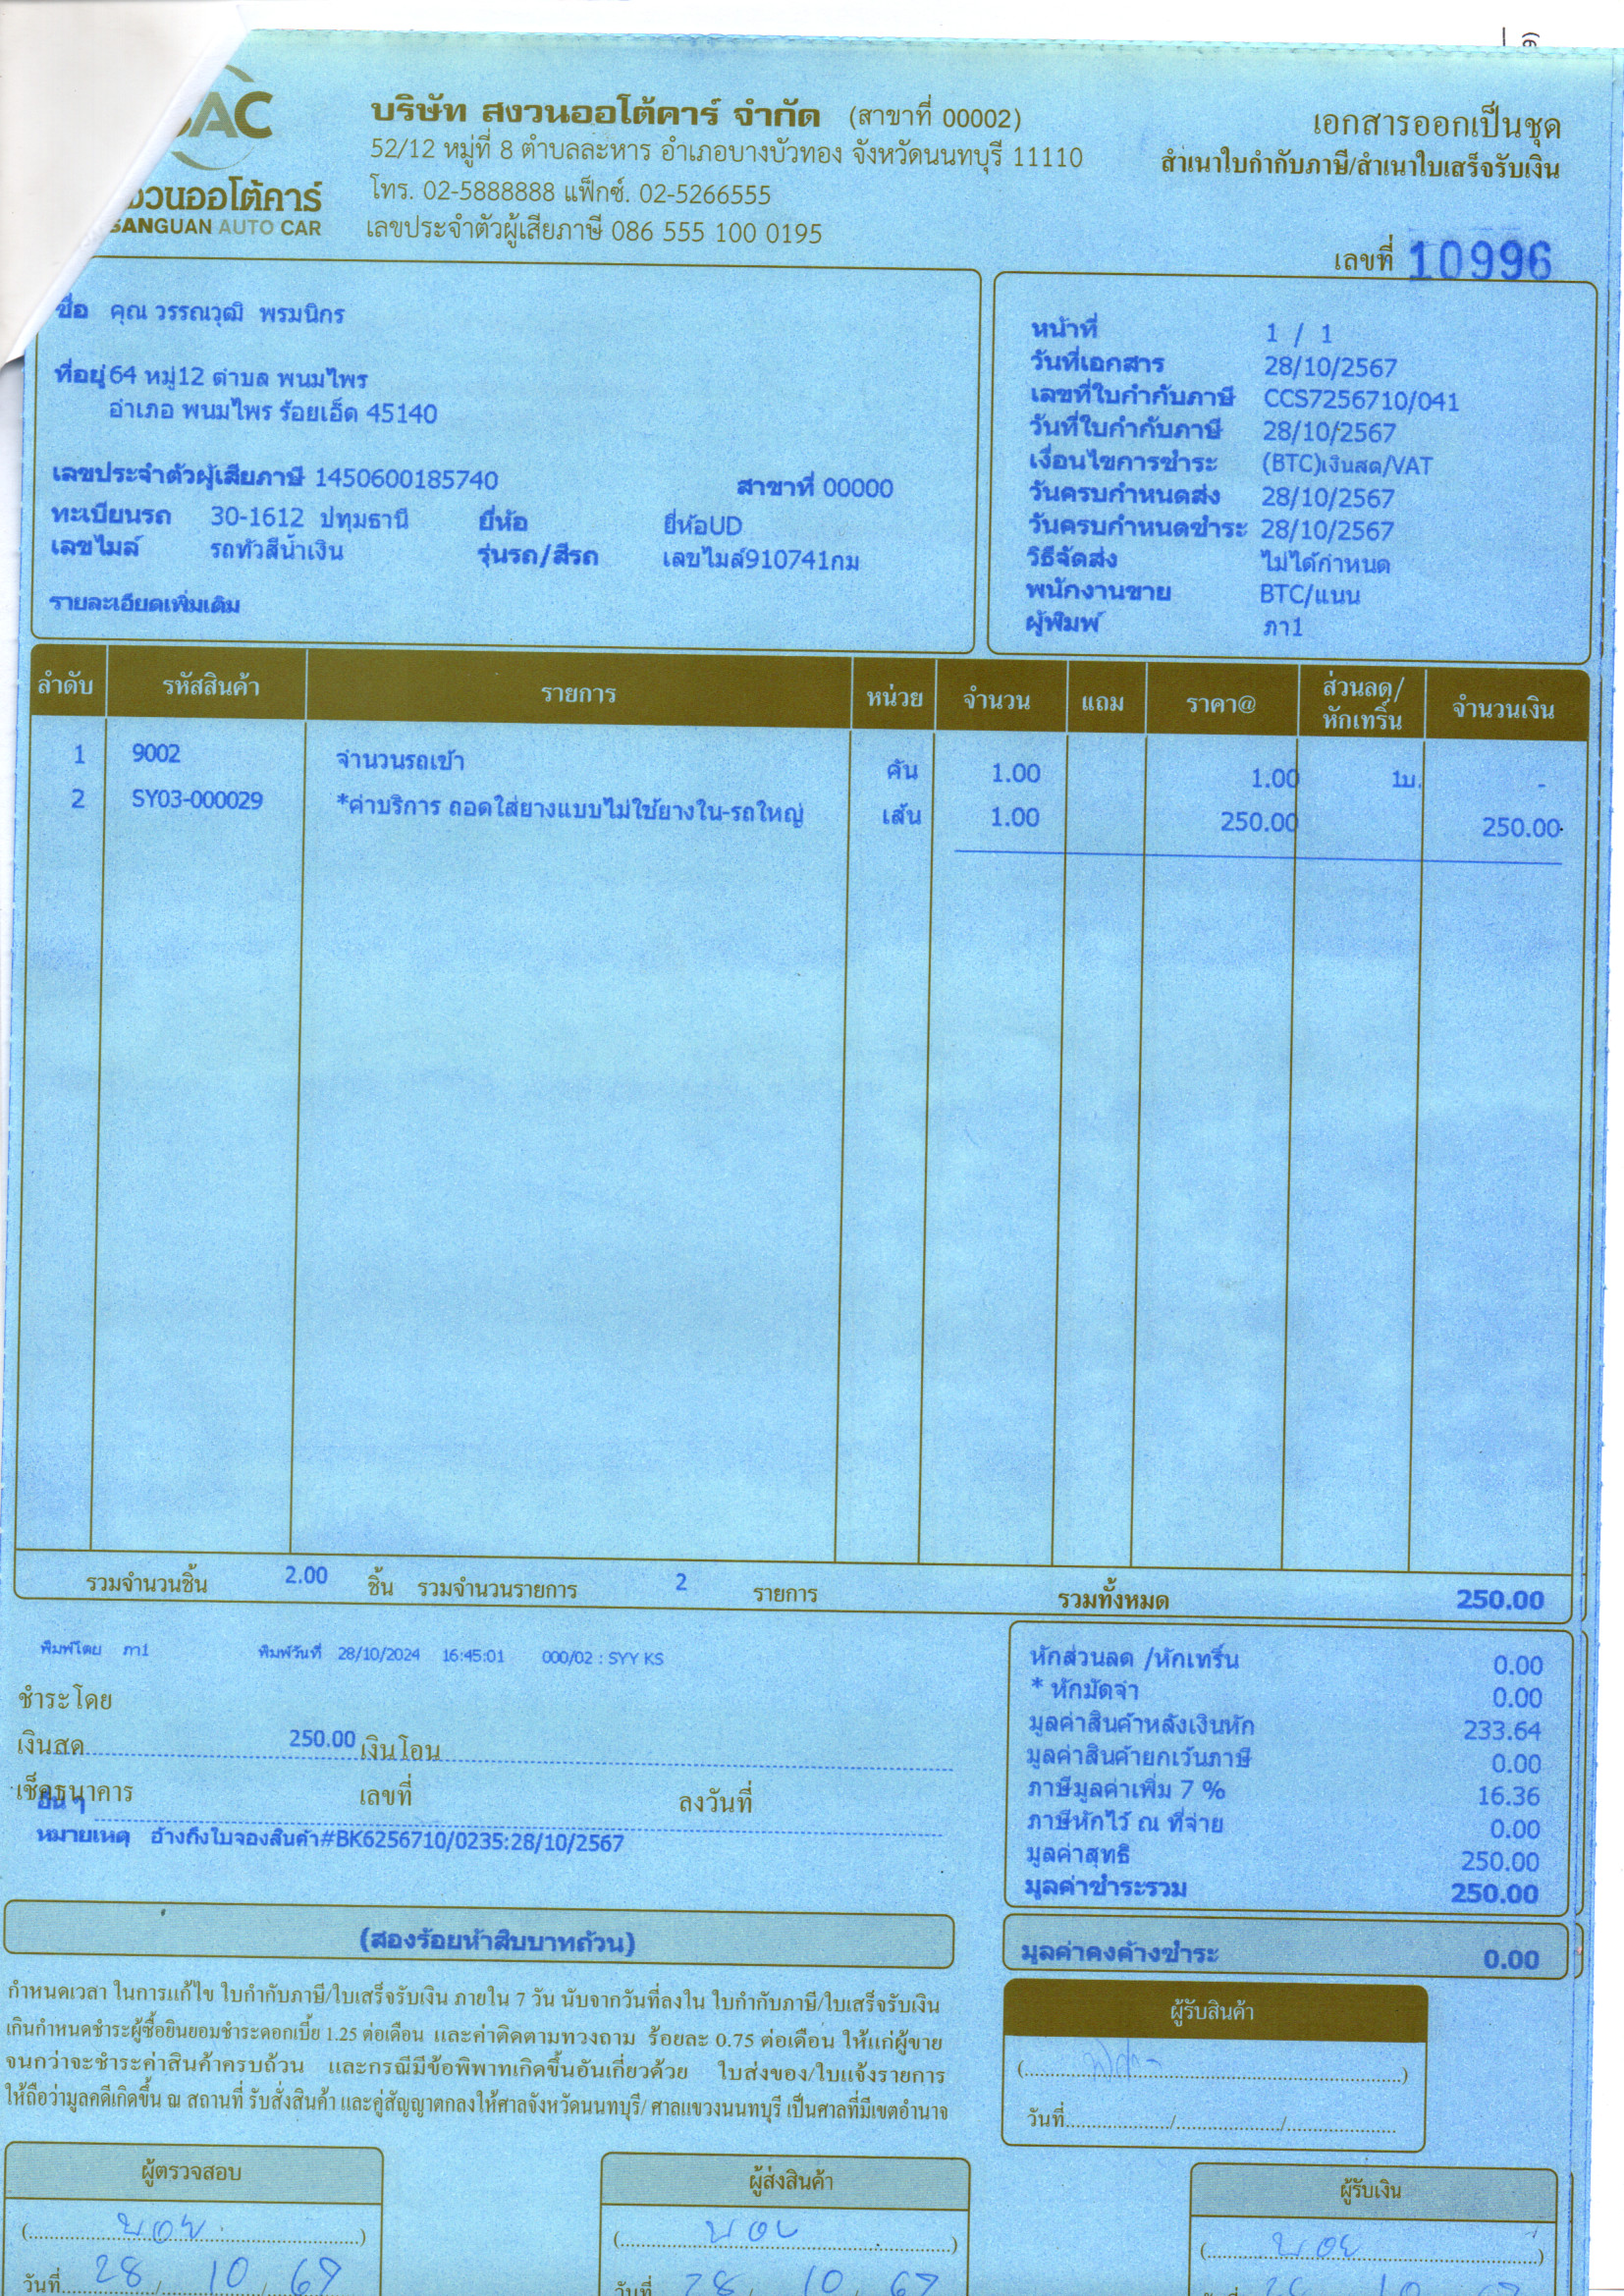 AC
บริษัท สงวนออโต้คาร์ จำกัด (สาขาที่ 00002)
52/12 หมู่ที่ 8 ตำบลละหาร อำเภอบางบัวทอง จังหวัดนนทบุรี 11110
โทร. 02-5888888 แฟ็กซ์. 02-5266555
เลขประจำตัวผู้เสียภาษี 086 555 100 0195
งวนออโต้คาร์
SANGUAN AUTO CAR
เอกสารออกเป็นชุด
สำเนาใบกำกับภาษี/สำเนาใบเสร็จรับเงิน
เลขที่ 10996
ชื่อ คุณ วรรณวุฒิ พรมนิกร
ที่อยู่ 64 หมู่12 ตำบล พนมไพร
อำเภอ พนมไพร ร้อยเอ็ด 45140
เลขประจำตัวผู้เสียภาษี 1450600185740 สาขาที่ 00000
ทะเบียนรถ 30-1612 ปทุมธานี ยี่ห้อ ยี่ห้อUD
เลขไมล์ รถหัวสีน้ำเงิน รุ่นรถ/สีรถ เลขไมล์910741กม
รายละเอียดเพิ่มเติม
หน้าที่ 1 / 1
วันที่เอกสาร 28/10/2567
เลขที่ใบกำกับภาษี CCS7256710/041
วันที่ใบกำกับภาษี 28/10/2567
เงื่อนไขการชำระ (BTC)เงินสด/VAT
วันครบกำหนดส่ง 28/10/2567
วันครบกำหนดชำระ 28/10/2567
วิธีจัดส่ง ไม่ได้กำหนด
พนักงานขาย BTC/แนน
ผู้พิมพ์ ภา1
ลำดับ รหัสสินค้า รายการ หน่วย จำนวน แถม ราคา@ ส่วนลด/หักเทริ์น จำนวนเงิน
1 9002 จำนวนรถเข้า คัน 1.00 1.00 1บ. -
2 SY03-000029 *ค่าบริการ ถอดใส่ยางแบบไม่ใช้ยางใน-รถใหญ่ เส้น 1.00 250.00 250.00
รวมจำนวนชิ้น 2.00 ชิ้น รวมจำนวนรายการ 2 รายการ รวมทั้งหมด 250.00
พิมพ์โดย ภา1 พิมพ์วันที่ 28/10/2024 16:45:01 000/02 : SYY KS
ชำระโดย
เงินสด 250.00 เงินโอน
เช็คธนาคาร เลขที่ ลงวันที่
อื่น ๆ
หมายเหตุ อ้างถึงใบจองสินค้า#BK6256710/0235:28/10/2567
หักส่วนลด /หักเทริ์น 0.00
* หักมัดจำ 0.00
มูลค่าสินค้าหลังเงินหัก 233.64
มูลค่าสินค้ายกเว้นภาษี 0.00
ภาษีมูลค่าเพิ่ม 7 % 16.36
ภาษีหักไว้ ณ ที่จ่าย 0.00
มูลค่าสุทธิ 250.00
มูลค่าชำระรวม 250.00
(สองร้อยห้าสิบบาทถ้วน)
มูลค่าคงค้างชำระ 0.00
กำหนดเวลา ในการแก้ไข ใบกำกับภาษี/ใบเสร็จรับเงิน ภายใน 7 วัน นับจากวันที่ลงใน ใบกำกับภาษี/ใบเสร็จรับเงิน
เกินกำหนดชำระผู้ซื้อยินยอมชำระดอกเบี้ย 1.25 ต่อเดือน และค่าติดตามทวงถาม ร้อยละ 0.75 ต่อเดือน ให้แก่ผู้ขาย
จนกว่าจะชำระค่าสินค้าครบถ้วน และกรณีมีข้อพิพาทเกิดขึ้นอันเกี่ยวด้วย ใบส่งของ/ใบแจ้งรายการ
ให้ถือว่ามูลคดีเกิดขึ้น ณ สถานที่ รับสั่งสินค้า และคู่สัญญาตกลงให้ศาลจังหวัดนนทบุรี/ ศาลแขวงนนทบุรี เป็นศาลที่มีเขตอำนาจ
ผู้รับสินค้า
วันที่
ผู้ตรวจสอบ ผู้ส่งสินค้า ผู้รับเงิน
วันที่ 28 10 67 วันที่ 28 10 67